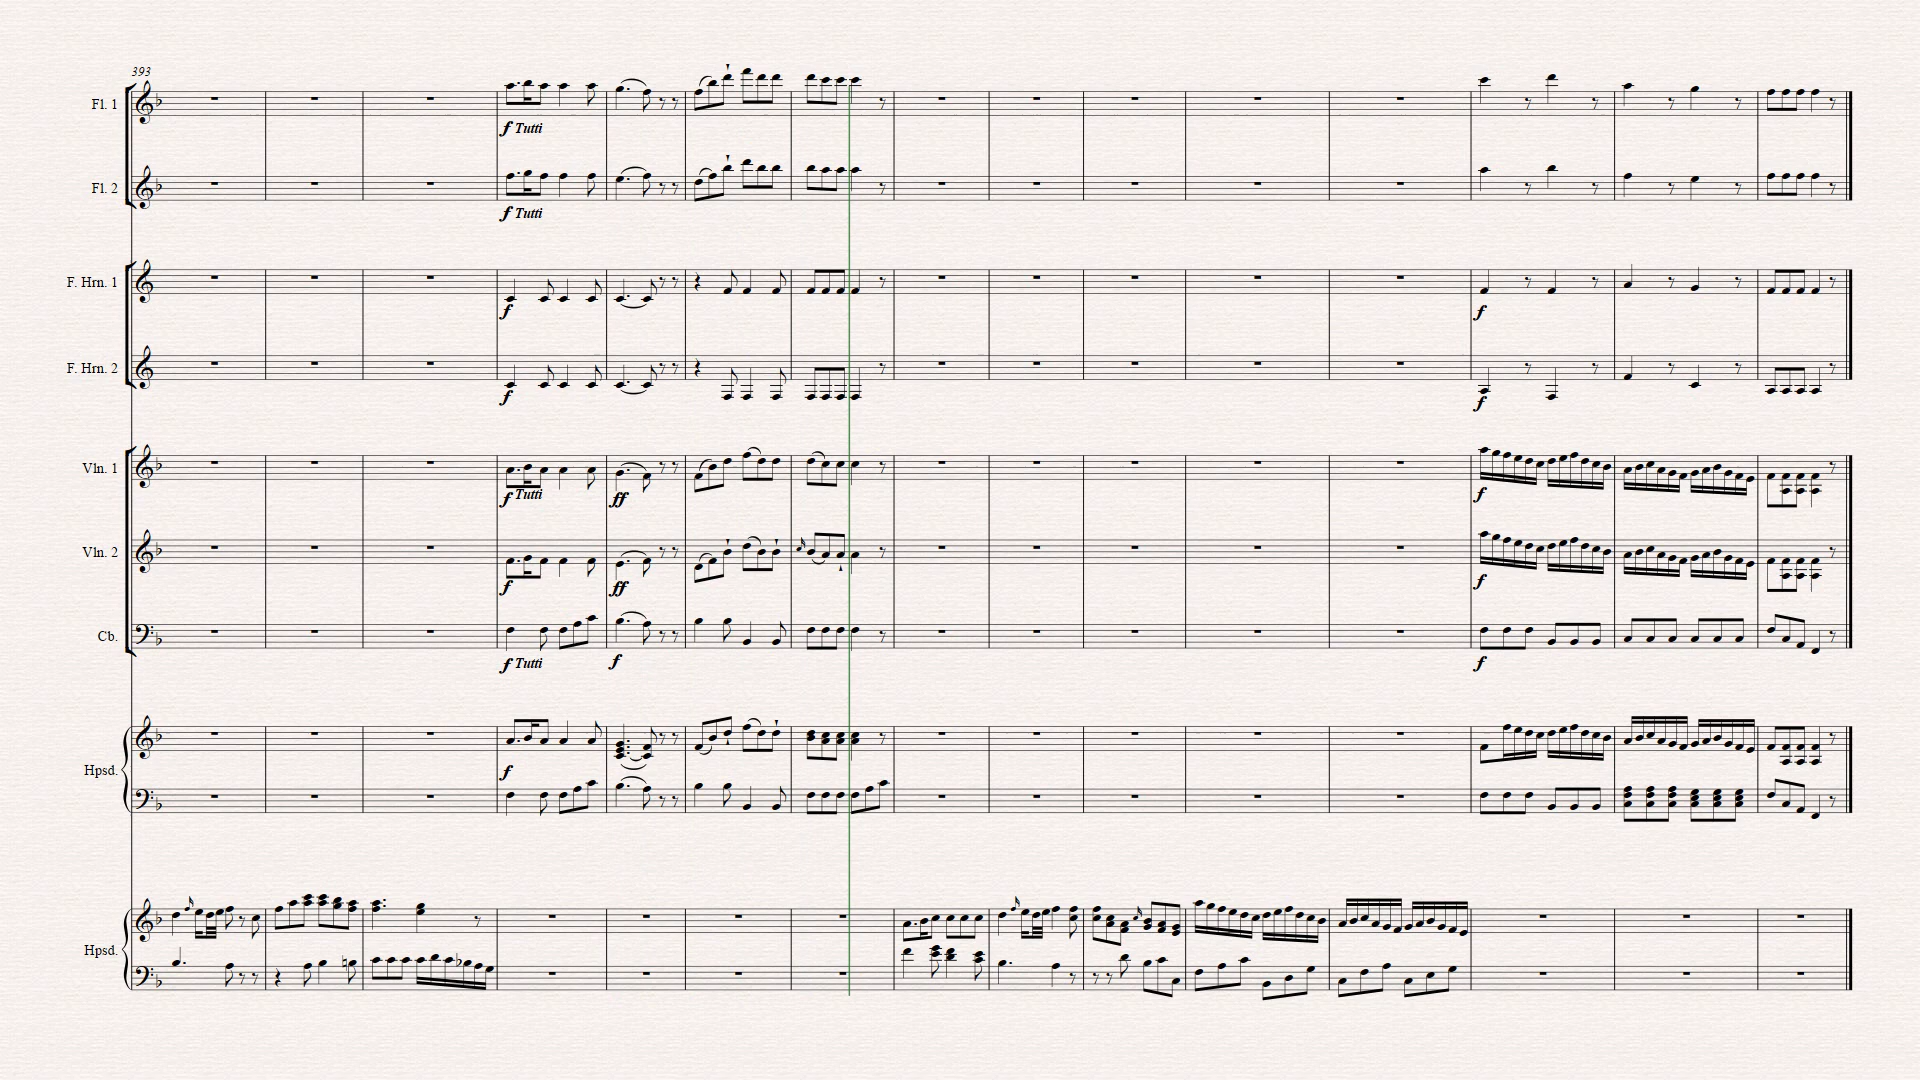 393
Fl. 1
f Tutti
Fl. 2
f Tutti
F. Hrn. 1
f f
F. Hrn. 2
f f
Vln. 1
f Tutti ff f
Vln. 2
f ff f
Cb.
f Tutti f f
Hpsd.
f
Hpsd.